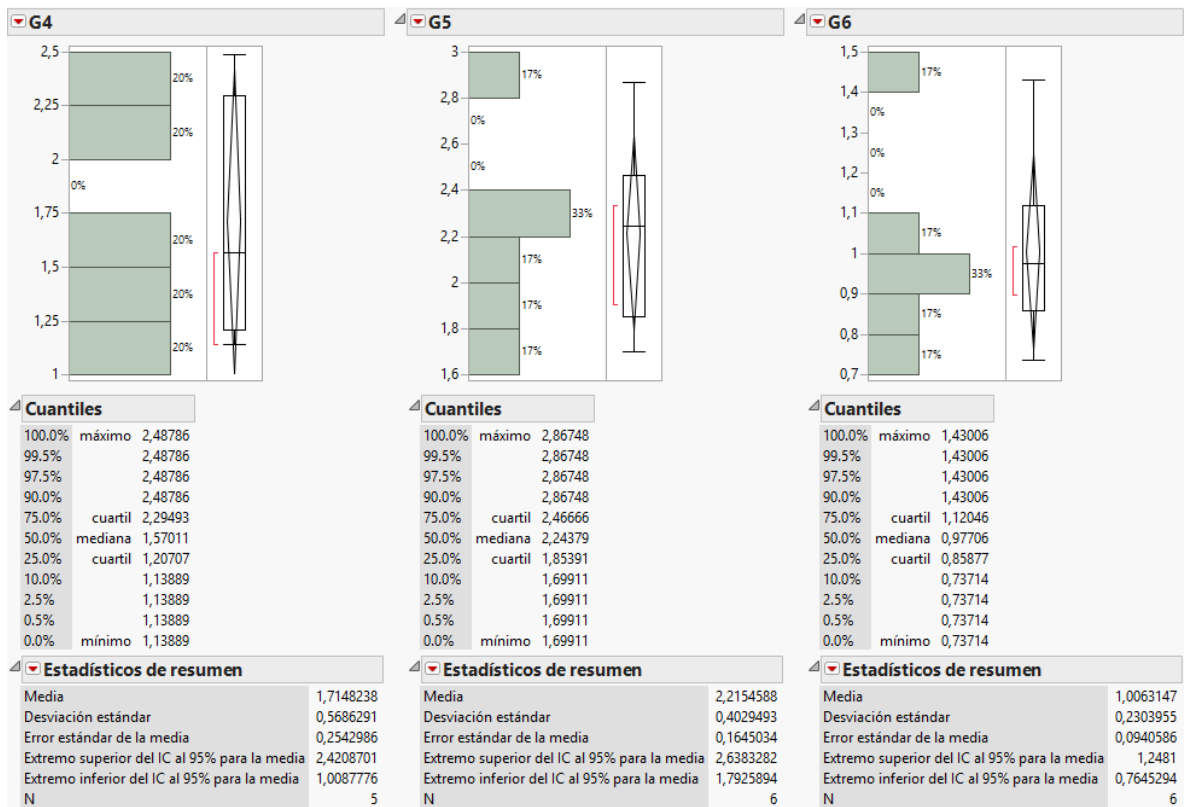 G4
2,5
20%
2,25
20%
2
0%
1,75
20%
1,5
20%
1,25
20%
1
Cuantiles
100.0% máximo 2,48786
99.5% 2,48786
97.5% 2,48786
90.0% 2,48786
75.0% cuartil 2,29493
50.0% mediana 1,57011
25.0% cuartil 1,20707
10.0% 1,13889
2.5% 1,13889
0.5% 1,13889
0.0% mínimo 1,13889
Estadísticos de resumen
Media 1,7148238
Desviación estándar 0,5686291
Error estándar de la media 0,2542986
Extremo superior del IC al 95% para la media 2,4208701
Extremo inferior del IC al 95% para la media 1,0087776
N 5
G5
3
17%
2,8
0%
2,6
0%
2,4
33%
2,2
17%
2
17%
1,8
17%
1,6
Cuantiles
100.0% máximo 2,86748
99.5% 2,86748
97.5% 2,86748
90.0% 2,86748
75.0% cuartil 2,46666
50.0% mediana 2,24379
25.0% cuartil 1,85391
10.0% 1,69911
2.5% 1,69911
0.5% 1,69911
0.0% mínimo 1,69911
Estadísticos de resumen
Media 2,2154588
Desviación estándar 0,4029493
Error estándar de la media 0,1645034
Extremo superior del IC al 95% para la media 2,6383282
Extremo inferior del IC al 95% para la media 1,7925894
N 6
G6
1,5
17%
1,4
0%
1,3
0%
1,2
0%
1,1
17%
1
33%
0,9
17%
0,8
17%
0,7
Cuantiles
100.0% máximo 1,43006
99.5% 1,43006
97.5% 1,43006
90.0% 1,43006
75.0% cuartil 1,12046
50.0% mediana 0,97706
25.0% cuartil 0,85877
10.0% 0,73714
2.5% 0,73714
0.5% 0,73714
0.0% mínimo 0,73714
Estadísticos de resumen
Media 1,0063147
Desviación estándar 0,2303955
Error estándar de la media 0,0940586
Extremo superior del IC al 95% para la media 1,2481
Extremo inferior del IC al 95% para la media 0,7645294
N 6